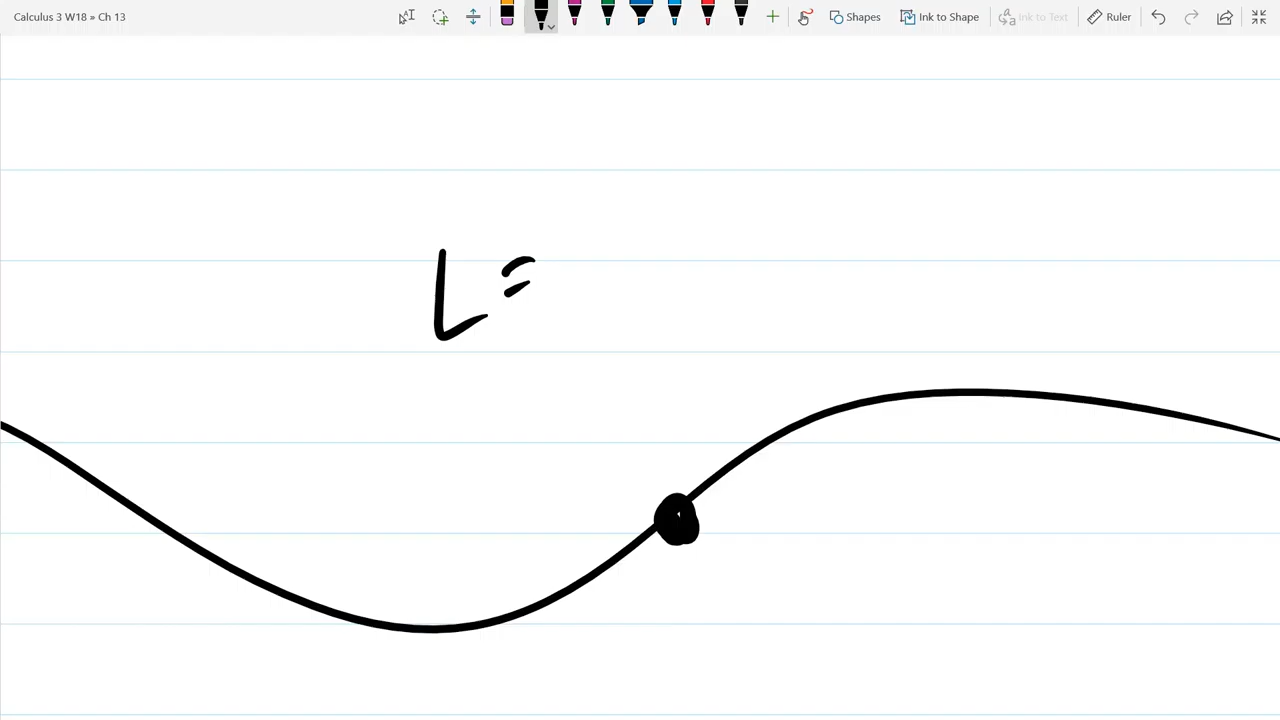 Calculus 3 W18 » Ch 13
Shapes
Ink to Shape
Ink to Text
Ruler
L =